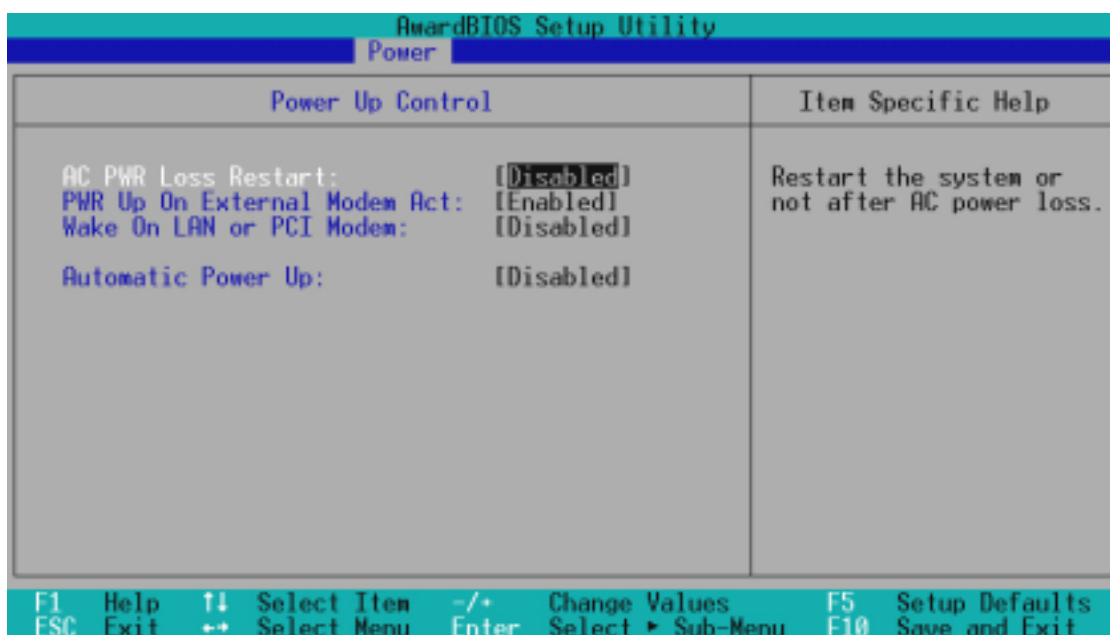 AwardBIOS Setup Utility
Power
Power Up Control
Item Specific Help
AC PWR Loss Restart: [Disabled]
PWR Up On External Modem Act: [Enabled]
Wake On LAN or PCI Modem: [Disabled]
Automatic Power Up: [Disabled]
Restart the system or
not after AC power loss.
F1 Help ↑↓ Select Item -/+ Change Values F5 Setup Defaults
ESC Exit ←→ Select Menu Enter Select ► Sub-Menu F10 Save and Exit